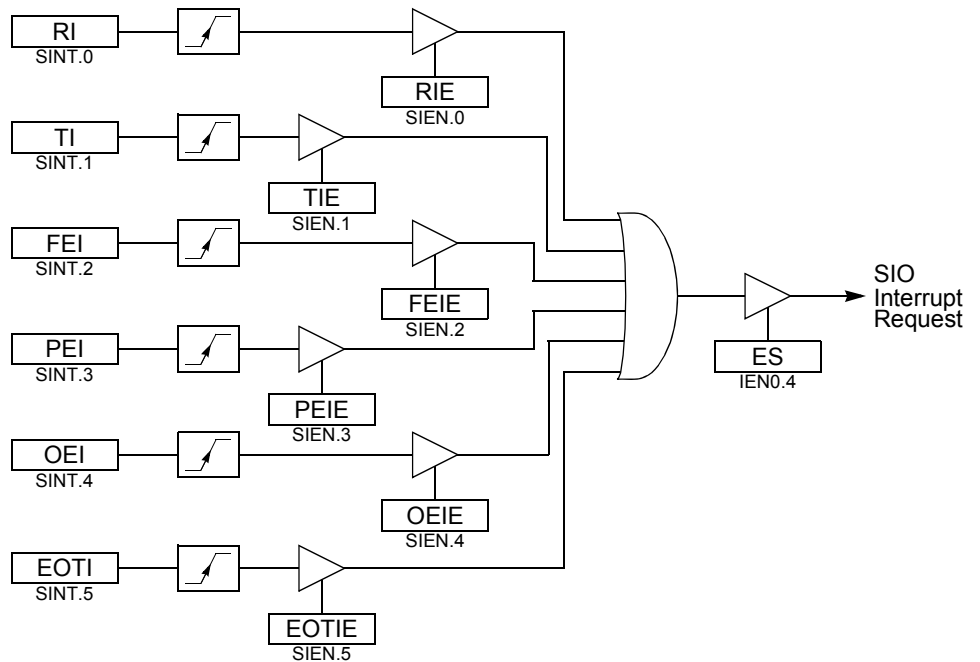 RI
SINT.0
RIE
SIEN.0
TI
SINT.1
TIE
SIEN.1
FEI
SINT.2
FEIE
SIEN.2
PEI
SINT.3
PEIE
SIEN.3
OEI
SINT.4
OEIE
SIEN.4
EOTI
SINT.5
EOTIE
SIEN.5
ES
IEN0.4
SIO
Interrupt
Request